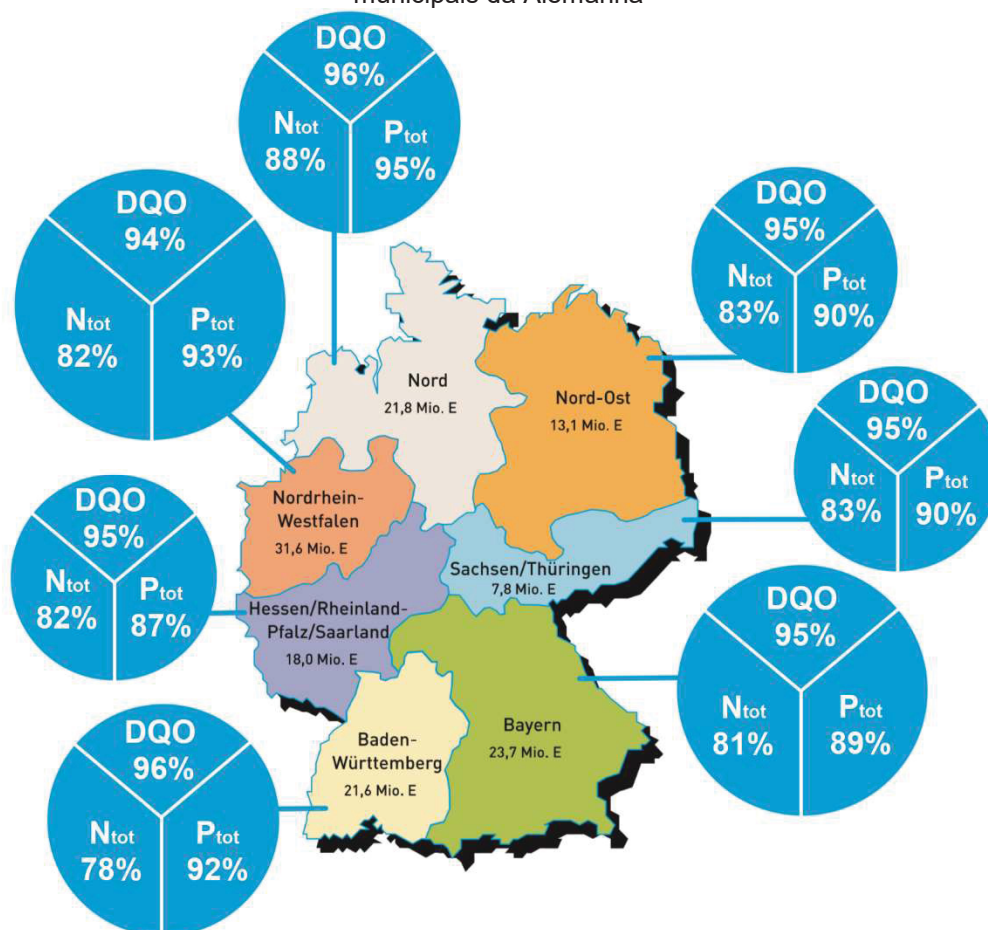 municipais da Alemanha
DQO
96%
Ntot
88%
Ptot
95%
DQO
94%
Ntot
82%
Ptot
93%
DQO
95%
Ntot
83%
Ptot
90%
Nord
21,8 Mio. E
Nord-Ost
13,1 Mio. E
DQO
95%
Ntot
83%
Ptot
90%
Nordrhein-
Westfalen
31,6 Mio. E
DQO
95%
Ntot
82%
Ptot
87%
Sachsen/Thüringen
7,8 Mio. E
Hessen/Rheinland-
Pfalz/Saarland
18,0 Mio. E
DQO
95%
Ntot
81%
Ptot
89%
Baden-
Württemberg
21,6 Mio. E
Bayern
23,7 Mio. E
DQO
96%
Ntot
78%
Ptot
92%